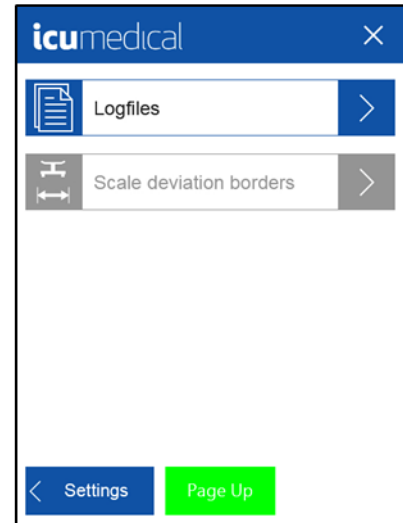 icumedical
Logfiles
Scale deviation borders
Settings
Page Up